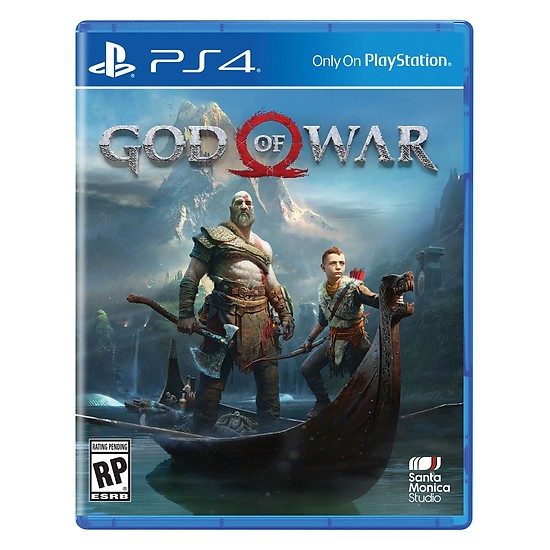 PS4
Only On PlayStation®
GOD OF WAR
RATING PENDING
RP
ESRB
Santa
Monica
Studio